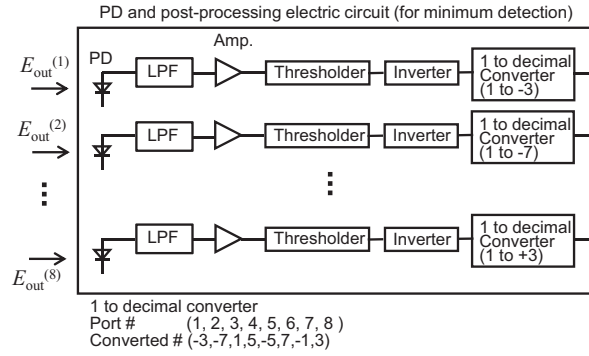 PD and post-processing electric circuit (for minimum detection)
Amp.
E_out^(1) PD LPF Thresholder Inverter 1 to decimal Converter (1 to -3)
E_out^(2) LPF Thresholder Inverter 1 to decimal Converter (1 to -7)
⋮ ⋮
E_out^(8) LPF Thresholder Inverter 1 to decimal Converter (1 to +3)
1 to decimal converter
Port # (1, 2, 3, 4, 5, 6, 7, 8 )
Converted # (-3,-7,1,5,-5,7,-1,3)